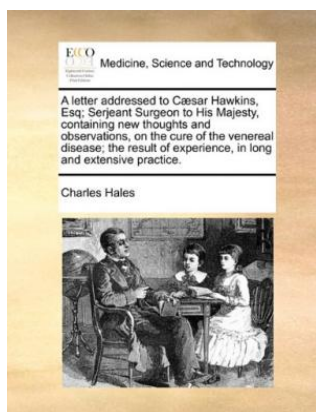 ECCO
Medicine, Science and Technology
A letter addressed to Cæsar Hawkins,
Esq; Serjeant Surgeon to His Majesty,
containing new thoughts and
observations, on the cure of the venereal
disease; the result of experience, in long
and extensive practice.
Charles Hales